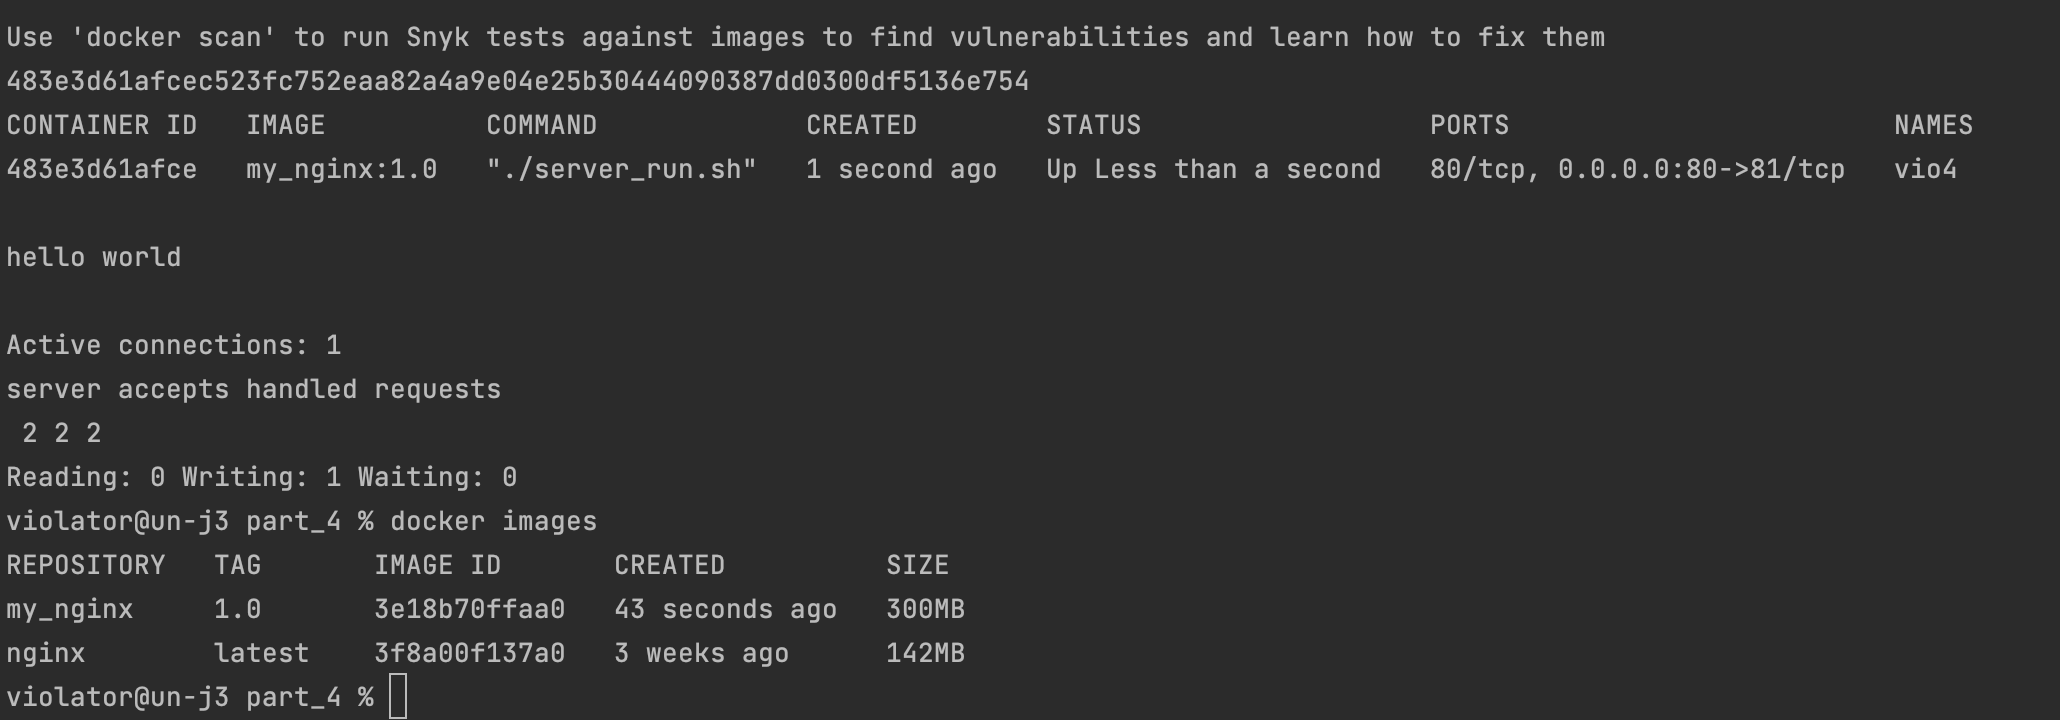 Use 'docker scan' to run Snyk tests against images to find vulnerabilities and learn how to fix them
483e3d61afcec523fc752eaa82a4a9e04e25b30444090387dd0300df5136e754
CONTAINER ID   IMAGE          COMMAND             CREATED        STATUS                  PORTS                        NAMES
483e3d61afce   my_nginx:1.0   "./server_run.sh"   1 second ago   Up Less than a second   80/tcp, 0.0.0.0:80->81/tcp   vio4

hello world

Active connections: 1
server accepts handled requests
 2 2 2
Reading: 0 Writing: 1 Waiting: 0
violator@un-j3 part_4 % docker images
REPOSITORY   TAG       IMAGE ID       CREATED          SIZE
my_nginx     1.0       3e18b70ffaa0   43 seconds ago   300MB
nginx        latest    3f8a00f137a0   3 weeks ago      142MB
violator@un-j3 part_4 %